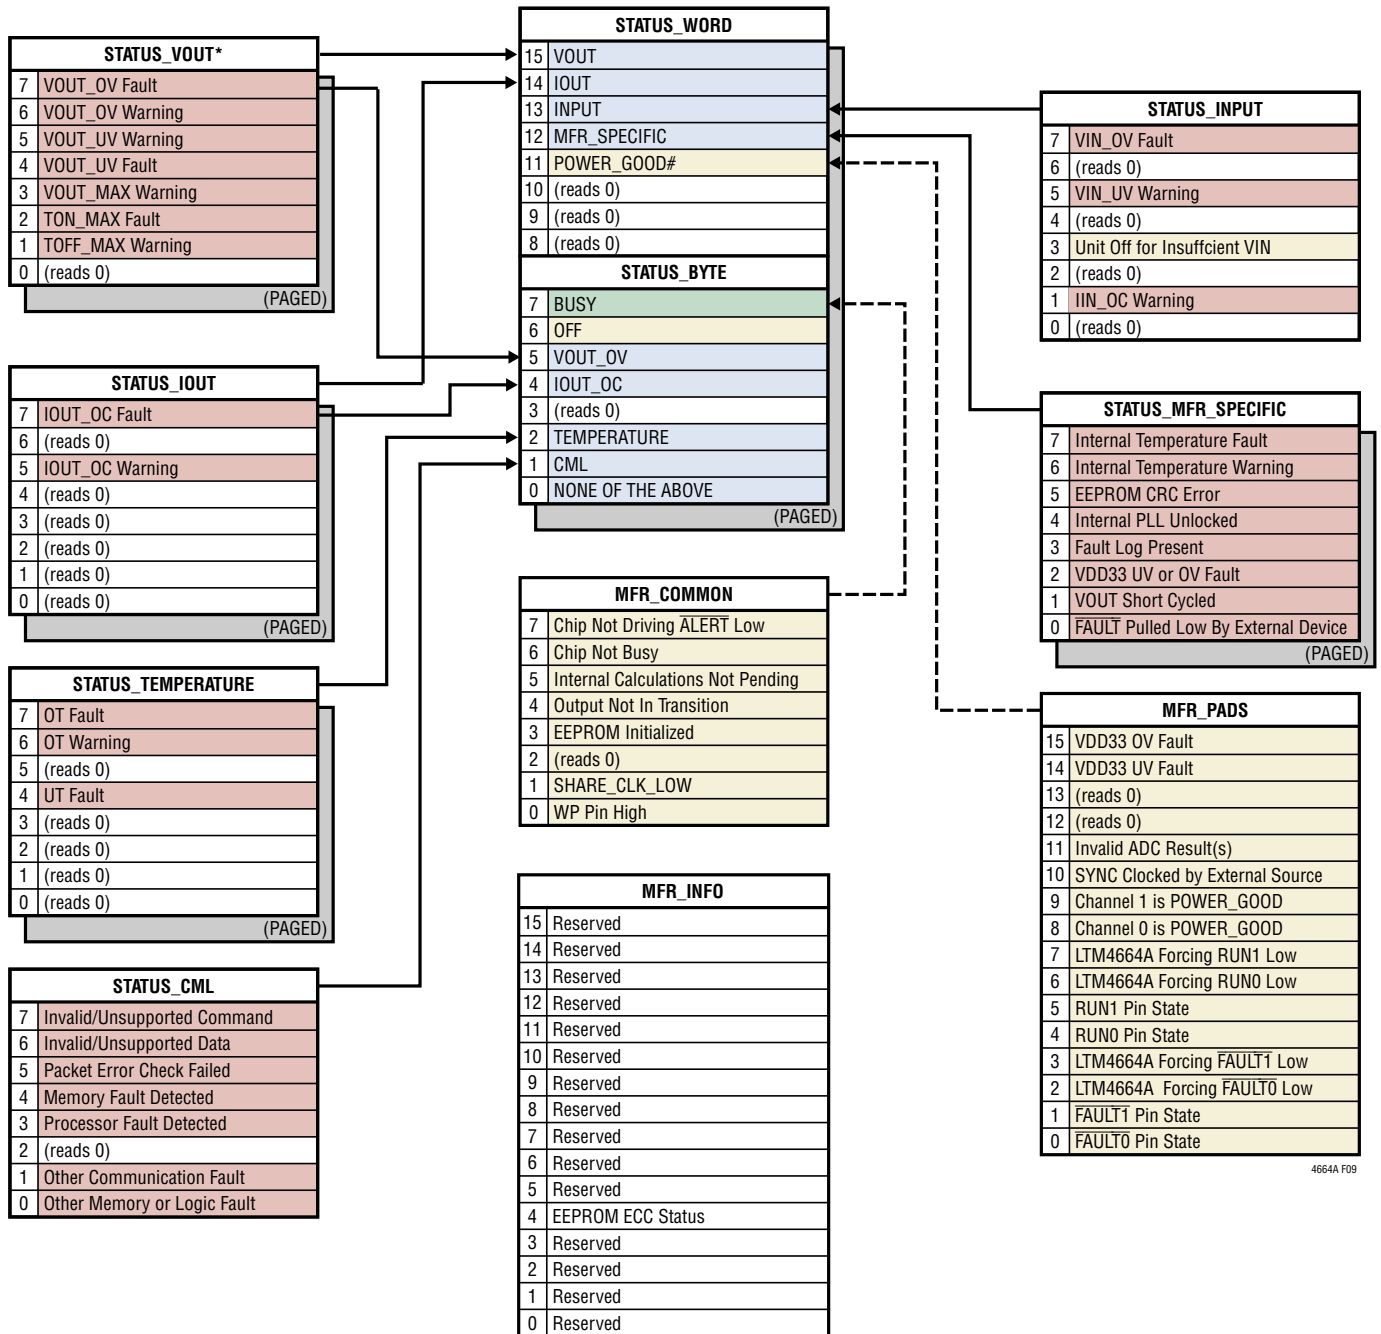 STATUS_VOUT*
7 VOUT_OV Fault
6 VOUT_OV Warning
5 VOUT_UV Warning
4 VOUT_UV Fault
3 VOUT_MAX Warning
2 TON_MAX Fault
1 TOFF_MAX Warning
0 (reads 0)
(PAGED)
STATUS_IOUT
7 IOUT_OC Fault
6 (reads 0)
5 IOUT_OC Warning
4 (reads 0)
3 (reads 0)
2 (reads 0)
1 (reads 0)
0 (reads 0)
(PAGED)
STATUS_TEMPERATURE
7 OT Fault
6 OT Warning
5 (reads 0)
4 UT Fault
3 (reads 0)
2 (reads 0)
1 (reads 0)
0 (reads 0)
(PAGED)
STATUS_CML
7 Invalid/Unsupported Command
6 Invalid/Unsupported Data
5 Packet Error Check Failed
4 Memory Fault Detected
3 Processor Fault Detected
2 (reads 0)
1 Other Communication Fault
0 Other Memory or Logic Fault
STATUS_WORD
15 VOUT
14 IOUT
13 INPUT
12 MFR_SPECIFIC
11 POWER_GOOD#
10 (reads 0)
9 (reads 0)
8 (reads 0)
STATUS_BYTE
7 BUSY
6 OFF
5 VOUT_OV
4 IOUT_OC
3 (reads 0)
2 TEMPERATURE
1 CML
0 NONE OF THE ABOVE
(PAGED)
MFR_COMMON
7 Chip Not Driving A̅L̅E̅R̅T̅ Low
6 Chip Not Busy
5 Internal Calculations Not Pending
4 Output Not In Transition
3 EEPROM Initialized
2 (reads 0)
1 SHARE_CLK_LOW
0 WP Pin High
MFR_INFO
15 Reserved
14 Reserved
13 Reserved
12 Reserved
11 Reserved
10 Reserved
9 Reserved
8 Reserved
7 Reserved
6 Reserved
5 Reserved
4 EEPROM ECC Status
3 Reserved
2 Reserved
1 Reserved
0 Reserved
STATUS_INPUT
7 VIN_OV Fault
6 (reads 0)
5 VIN_UV Warning
4 (reads 0)
3 Unit Off for Insuffcient VIN
2 (reads 0)
1 IIN_OC Warning
0 (reads 0)
STATUS_MFR_SPECIFIC
7 Internal Temperature Fault
6 Internal Temperature Warning
5 EEPROM CRC Error
4 Internal PLL Unlocked
3 Fault Log Present
2 VDD33 UV or OV Fault
1 VOUT Short Cycled
0 F̅A̅U̅L̅T̅ Pulled Low By External Device
(PAGED)
MFR_PADS
15 VDD33 OV Fault
14 VDD33 UV Fault
13 (reads 0)
12 (reads 0)
11 Invalid ADC Result(s)
10 SYNC Clocked by External Source
9 Channel 1 is POWER_GOOD
8 Channel 0 is POWER_GOOD
7 LTM4664A Forcing RUN1 Low
6 LTM4664A Forcing RUN0 Low
5 RUN1 Pin State
4 RUN0 Pin State
3 LTM4664A Forcing F̅A̅U̅L̅T̅1̅ Low
2 LTM4664A Forcing F̅A̅U̅L̅T̅0̅ Low
1 F̅A̅U̅L̅T̅1̅ Pin State
0 F̅A̅U̅L̅T̅0̅ Pin State
4664A F09